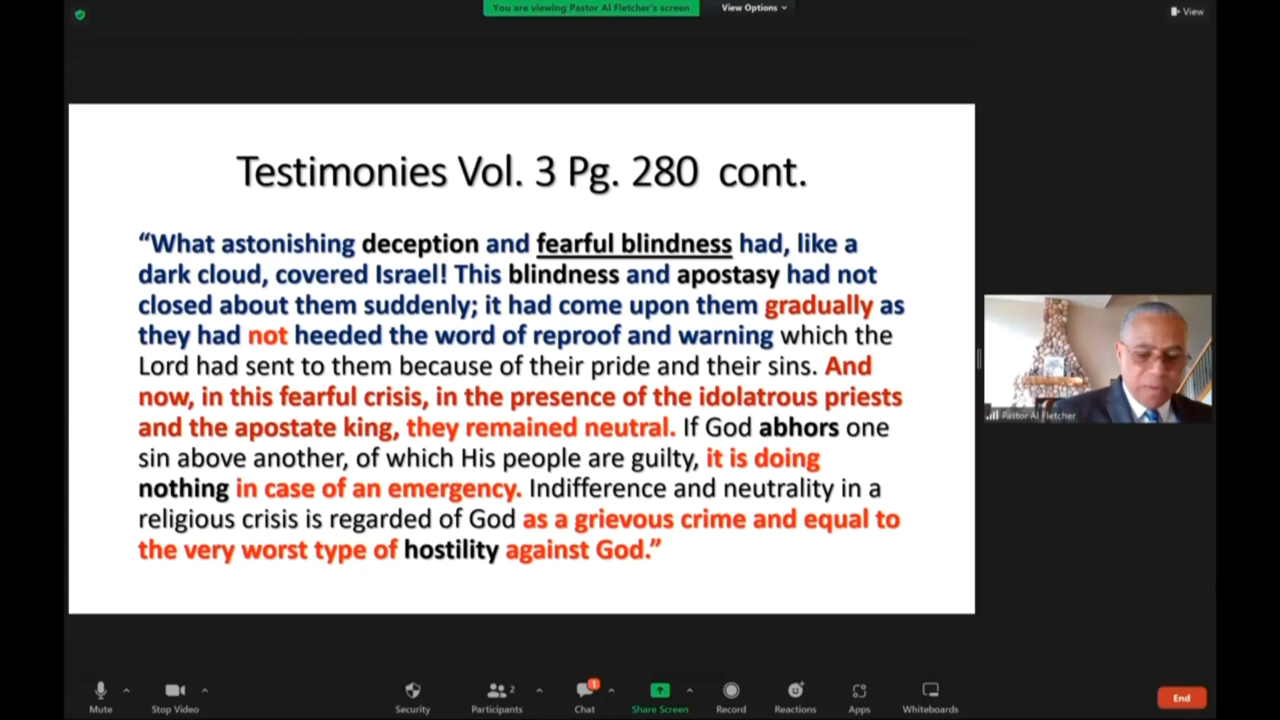 You are viewing Pastor Al Fletcher's screen
View Options
View
Testimonies Vol. 3 Pg. 280 cont.
“What astonishing deception and fearful blindness had, like a
dark cloud, covered Israel! This blindness and apostasy had not
closed about them suddenly; it had come upon them gradually as
they had not heeded the word of reproof and warning which the
Lord had sent to them because of their pride and their sins. And
now, in this fearful crisis, in the presence of the idolatrous priests
and the apostate king, they remained neutral. If God abhors one
sin above another, of which His people are guilty, it is doing
nothing in case of an emergency. Indifference and neutrality in a
religious crisis is regarded of God as a grievous crime and equal to
the very worst type of hostility against God.”
Pastor Al Fletcher
Mute
Stop Video
Security
Participants
2
Chat
1
Share Screen
Record
Reactions
Apps
Whiteboards
End